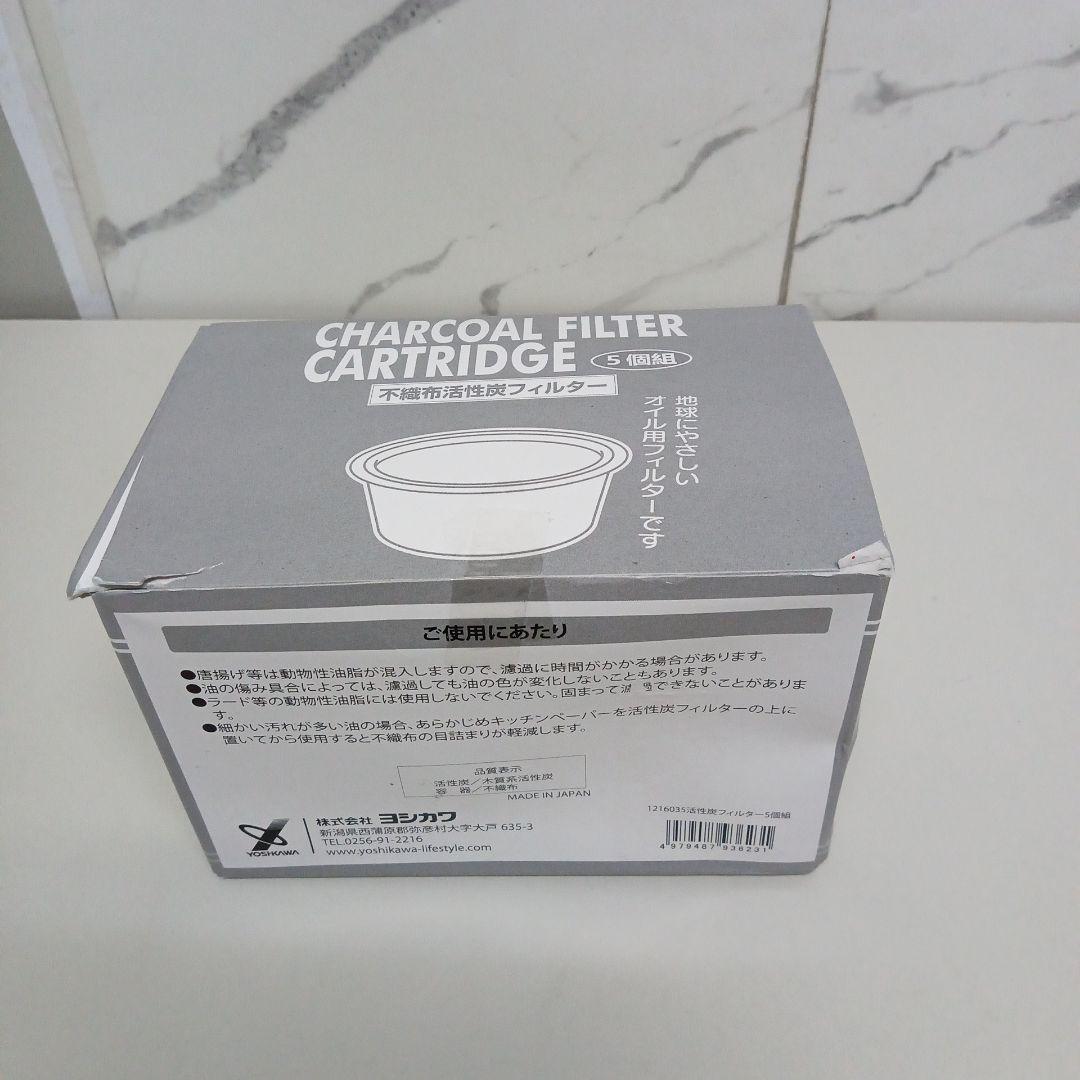 CHARCOAL FILTER
CARTRIDGE 5個組
不織布活性炭フィルター
地球にやさしい
オイル用フィルターです
ご使用にあたり
●唐揚げ等は動物性油脂が混入しますので、濾過に時間がかかる場合があります。
●油の傷み具合によっては、濾過しても油の色が変化しないこともあります。
●ラード等の動物性油脂には使用しないでください。固まって濾過できないことがありま
す。
●細かい汚れが多い油の場合、あらかじめキッチンペーパーを活性炭フィルターの上に
置いてから使用すると不織布の目詰まりが軽減します。
品質表示
活性炭/木質系活性炭
容 器/不織布
MADE IN JAPAN
株式会社 ヨシカワ
新潟県西蒲原郡弥彦村大字大戸 635-3
TEL.0256-91-2216
www.yoshikawa-lifestyle.com
YOSHIKAWA
1216035活性炭フィルター5個組
4 979487 936231